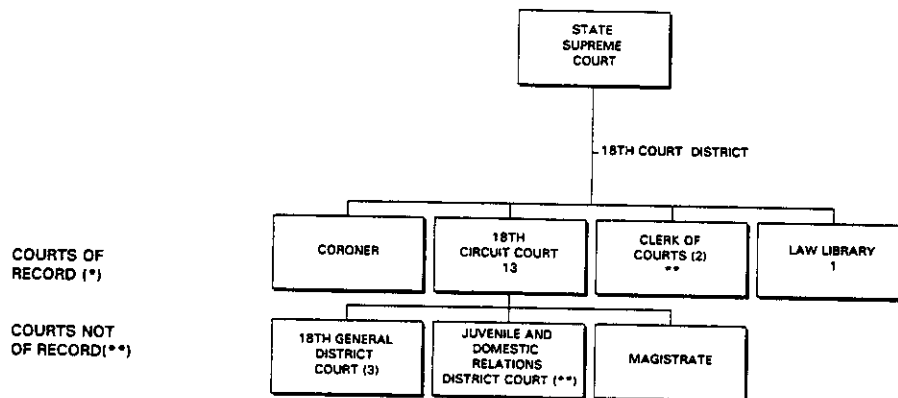 STATE
SUPREME
COURT
18TH COURT DISTRICT
COURTS OF
RECORD (*)
CORONER
18TH
CIRCUIT COURT
13
CLERK OF
COURTS (2)
**
LAW LIBRARY
1
COURTS NOT
OF RECORD(**)
18TH GENERAL
DISTRICT
COURT (3)
JUVENILE AND
DOMESTIC
RELATIONS
DISTRICT COURT (**)
MAGISTRATE